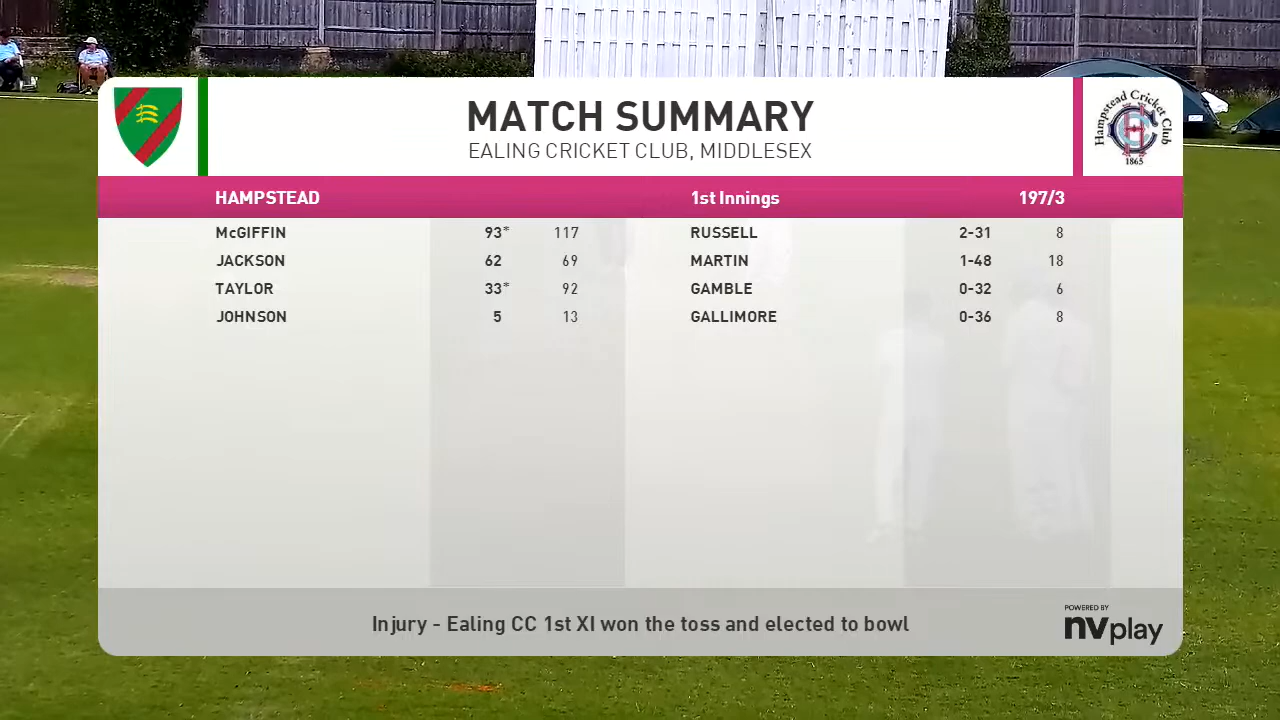 MATCH SUMMARY
EALING CRICKET CLUB, MIDDLESEX
Hampstead Cricket Club
1865
HAMPSTEAD 1st Innings 197/3
McGIFFIN 93* 117 RUSSELL 2-31 8
JACKSON 62 69 MARTIN 1-48 18
TAYLOR 33* 92 GAMBLE 0-32 6
JOHNSON 5 13 GALLIMORE 0-36 8
Injury - Ealing CC 1st XI won the toss and elected to bowl
POWERED BY
nvplay